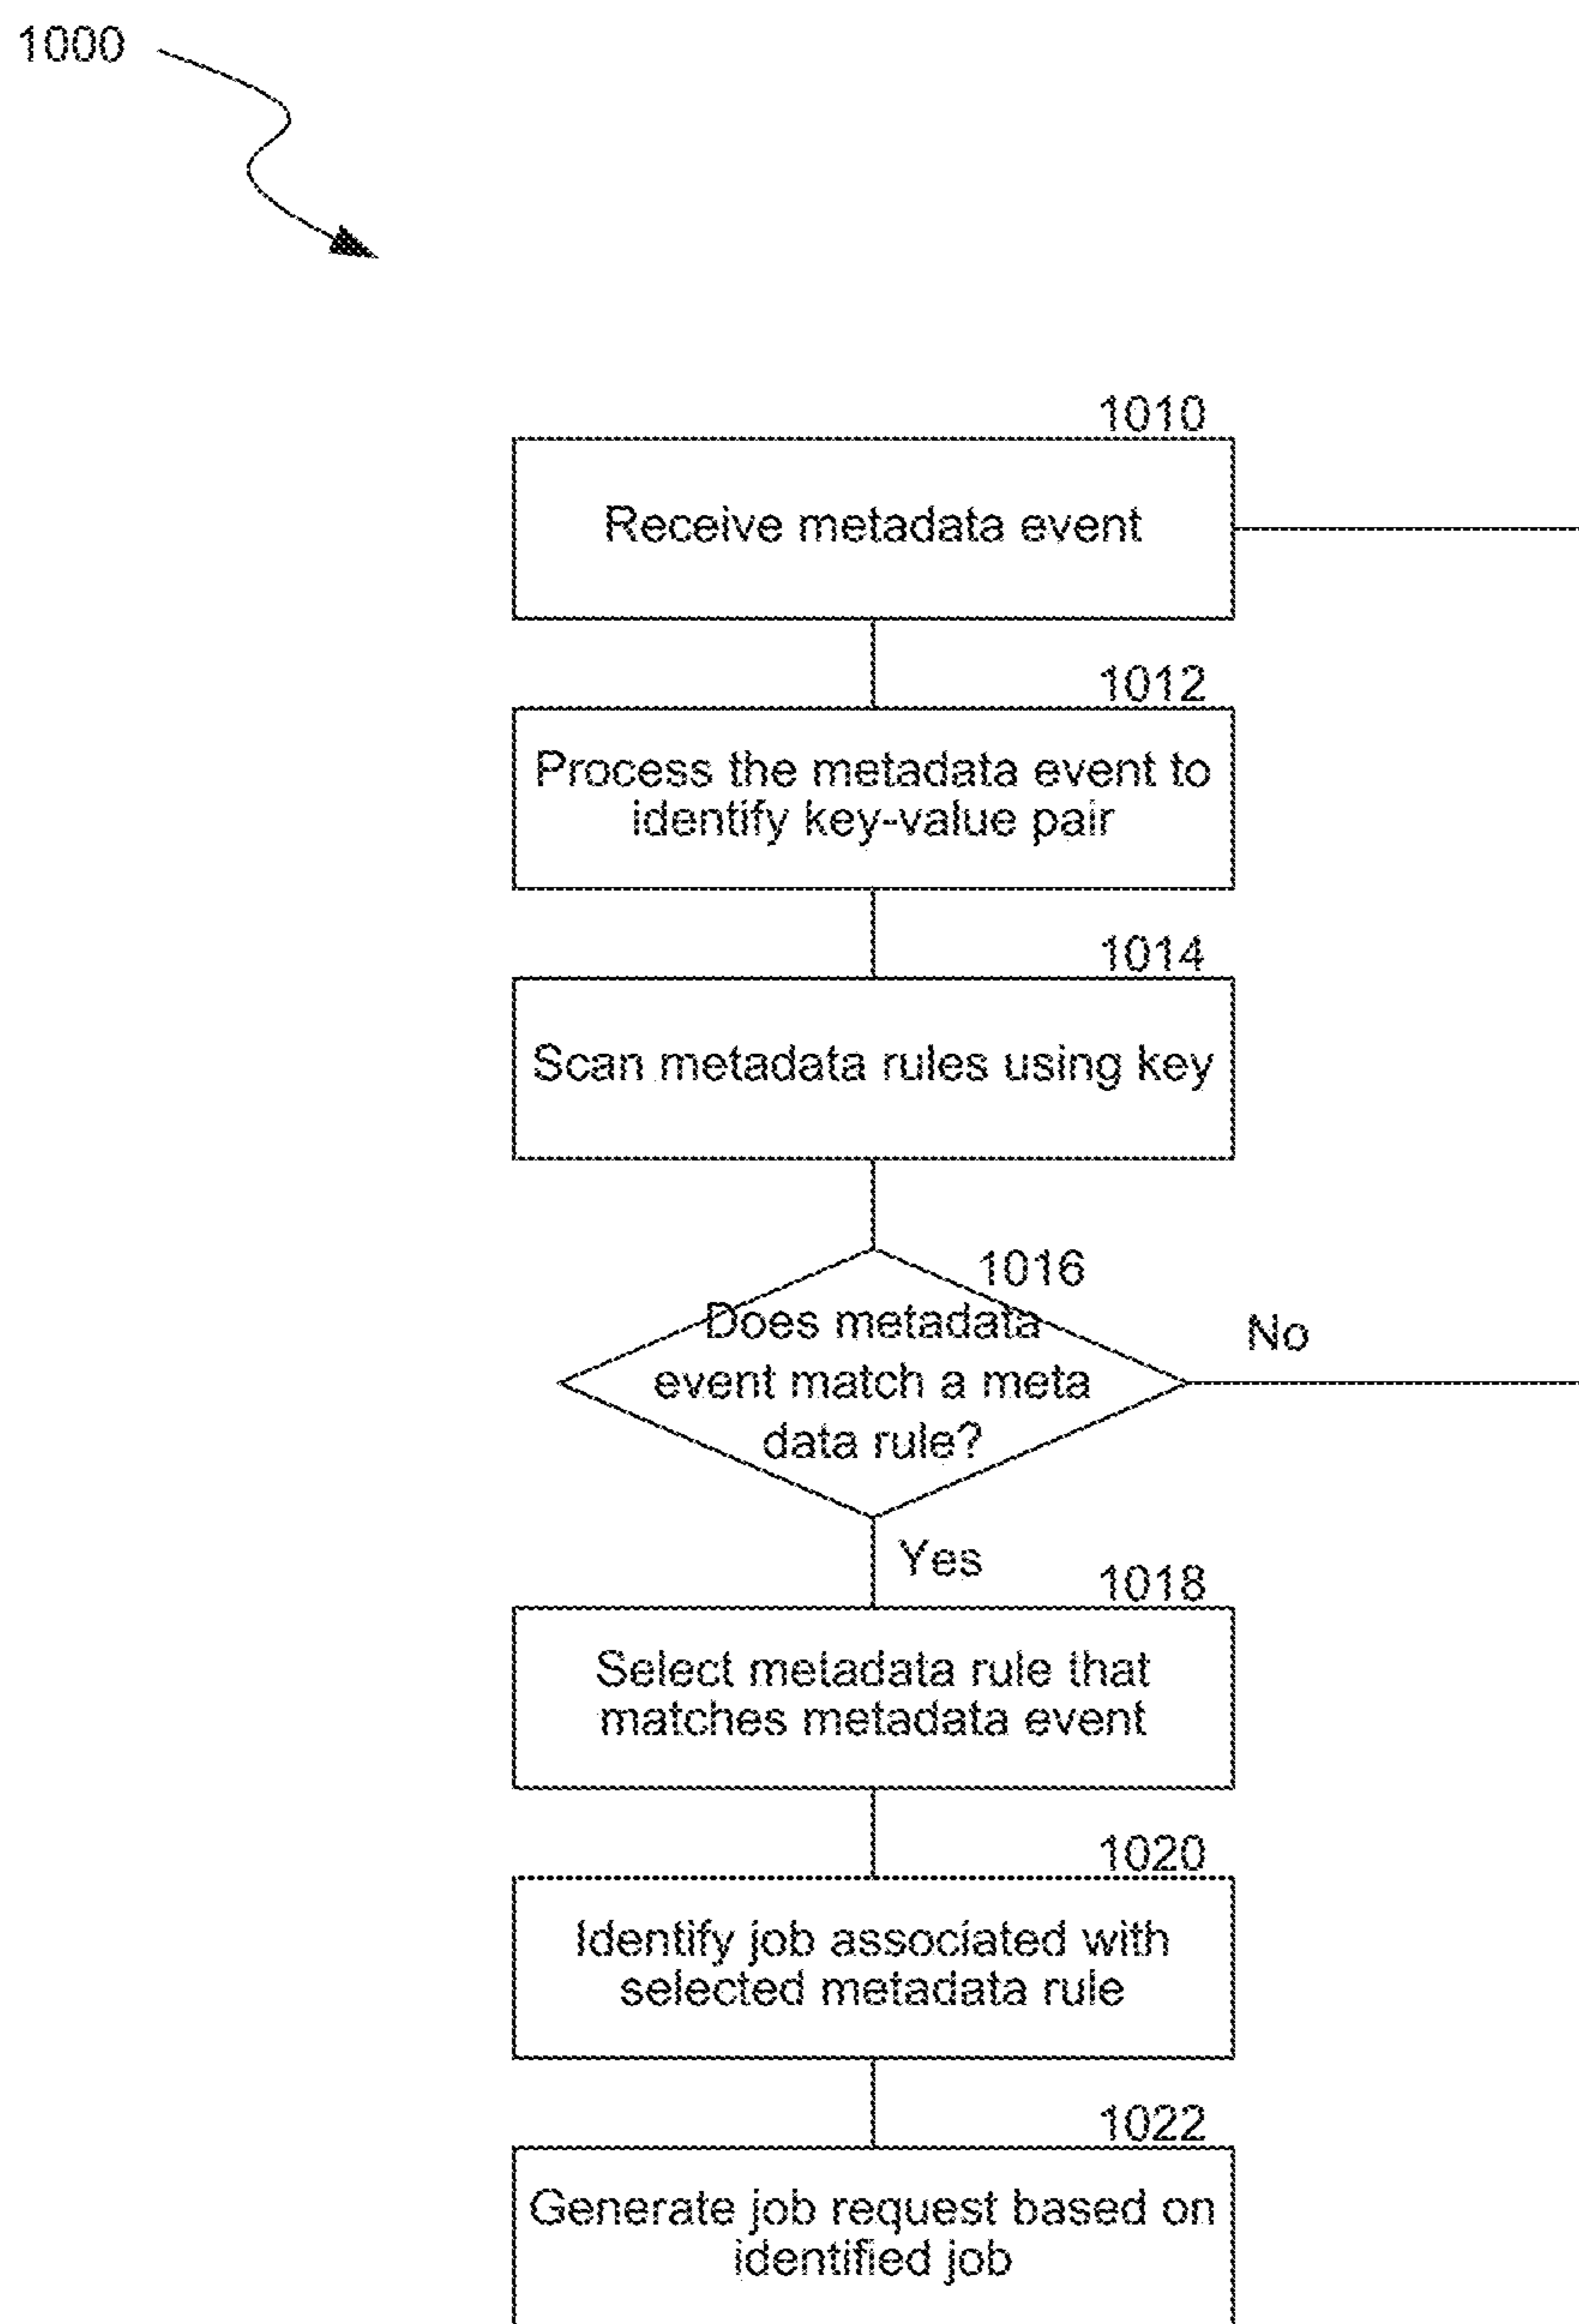 1000
1010
Receive metadata event
1012
Process the metadata event to
identify key-value pair
1014
Scan metadata rules using key
1016
Does metadata
event match a meta
data rule?
No
Yes
1018
Select metadata rule that
matches metadata event
1020
Identify job associated with
selected metadata rule
1022
Generate job request based on
identified job